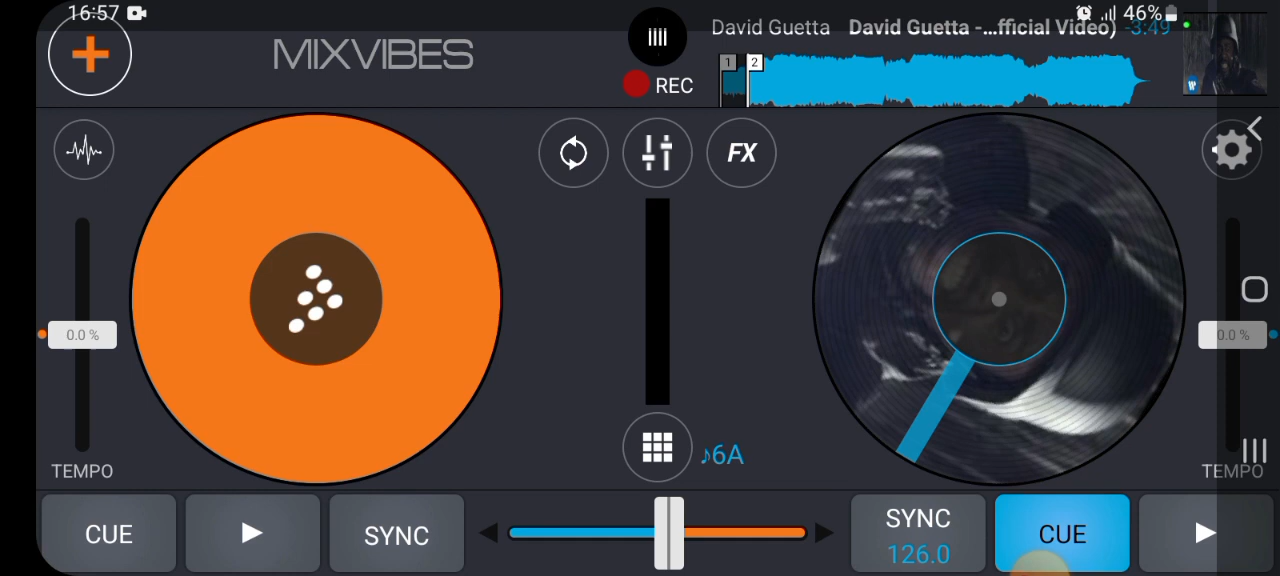 16:57
46%
MIXVIBES
REC
David Guetta David Guetta -...fficial Video) -3:49
1 2
FX
0.0 %
0.0 %
♪6A
TEMPO
TEMPO
CUE
SYNC
SYNC
126.0
CUE